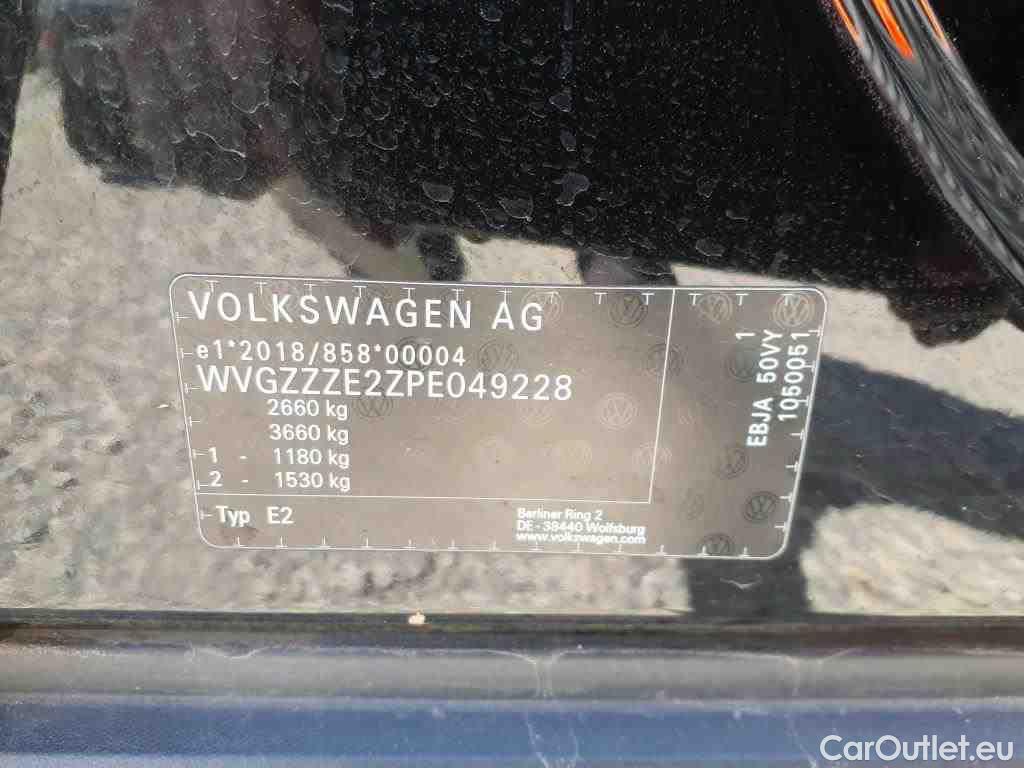 VOLKSWAGEN AG
e1*2018/858*00004
WVGZZZE2ZPE049228
2660 kg
3660 kg
1 - 1180 kg
2 - 1530 kg
Typ E2
Berliner Ring 2
DE - 38440 Wolfsburg
www.volkswagen.com
EBJA 50VY 1
1050051
CarOutlet.eu